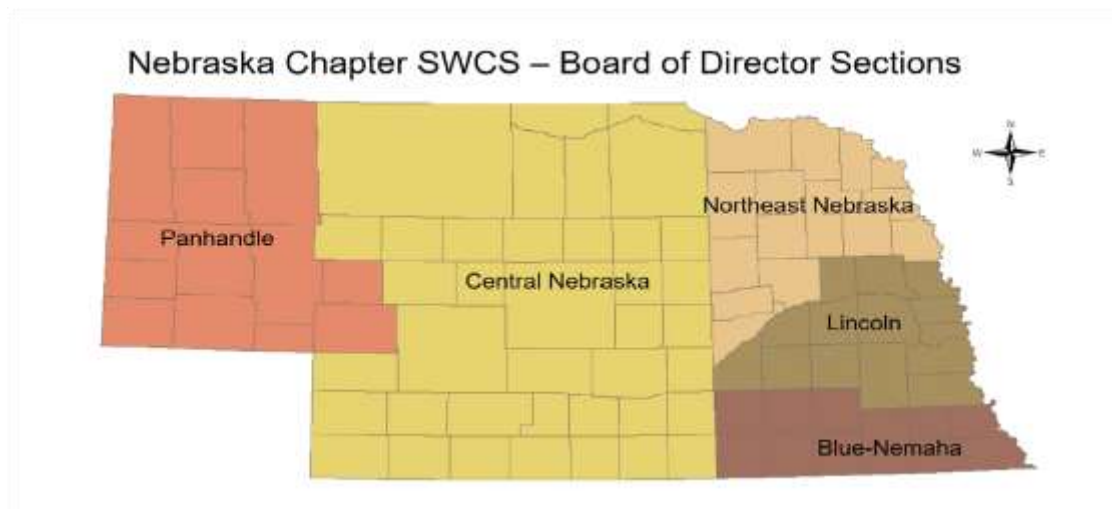 Nebraska Chapter SWCS – Board of Director Sections
N
W E
S
Northeast Nebraska
Panhandle
Central Nebraska
Lincoln
Blue-Nemaha